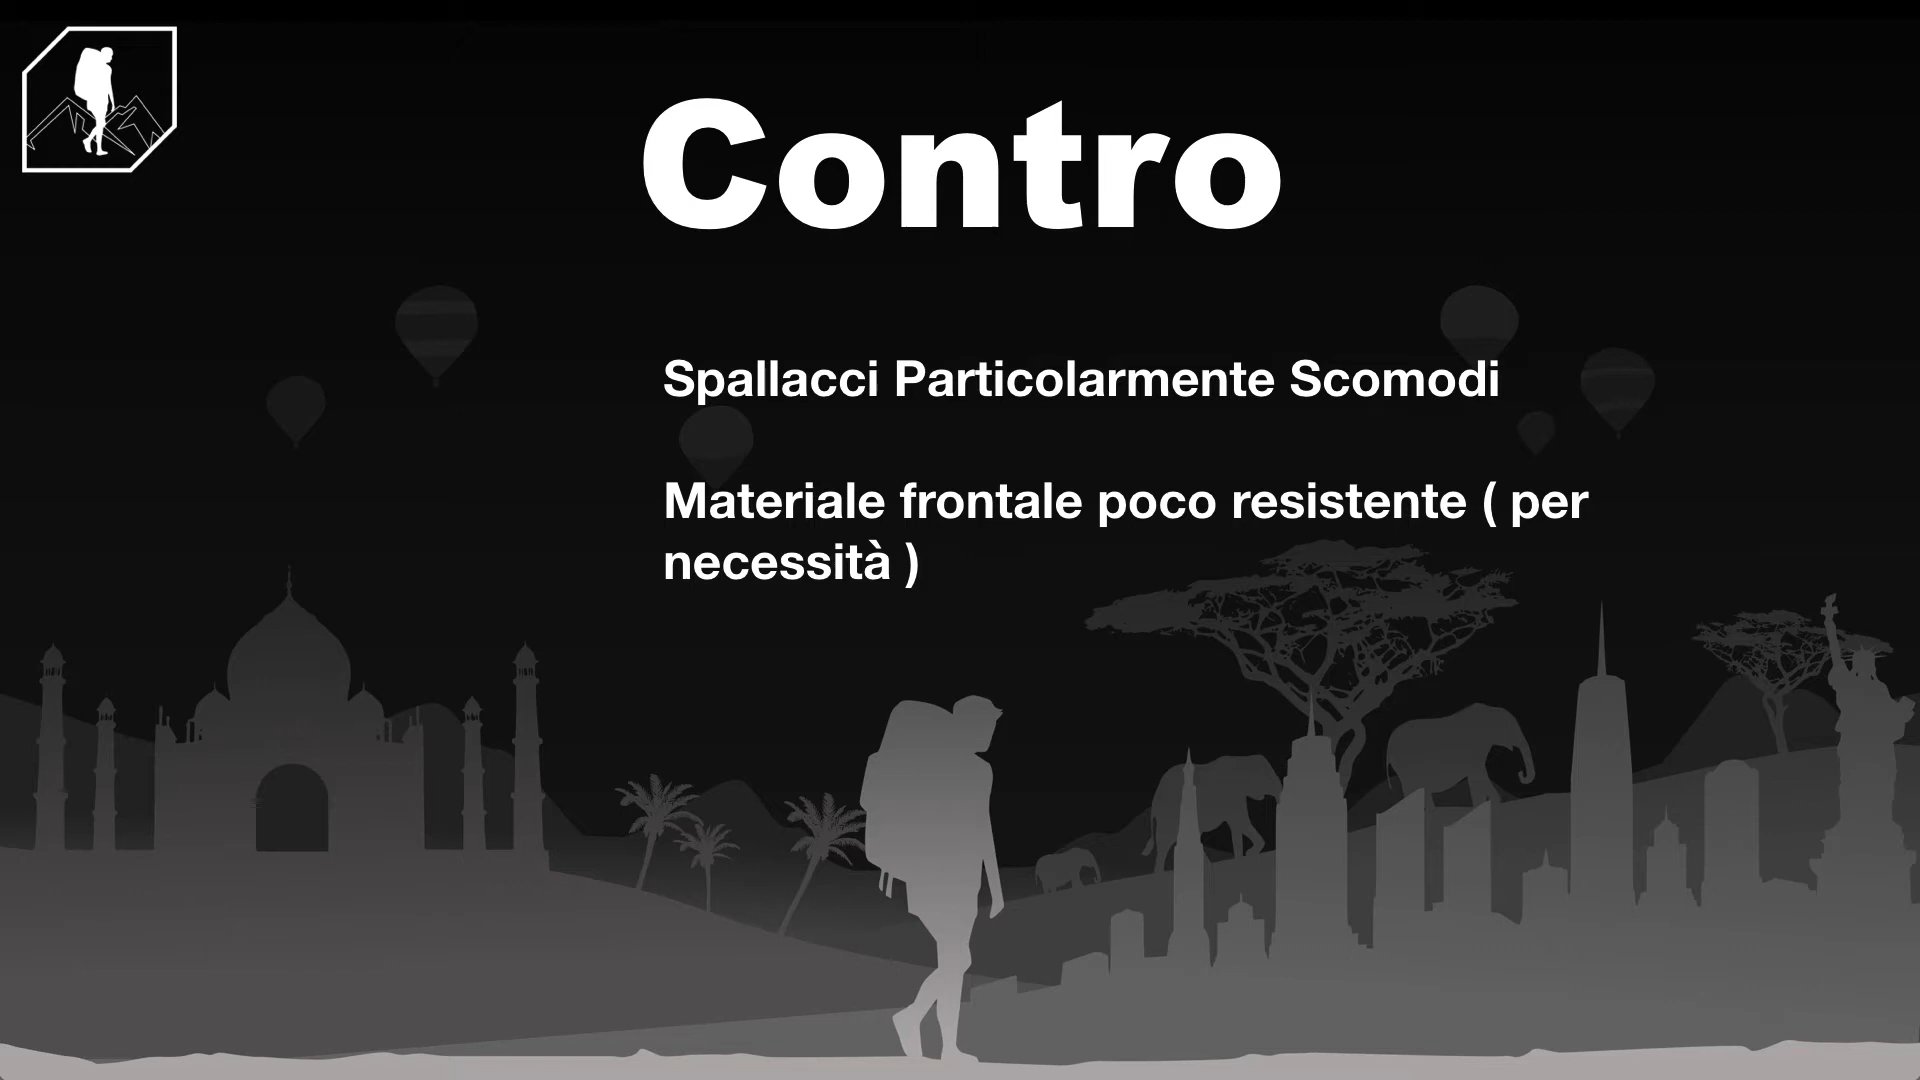 Contro
Spallacci Particolarmente Scomodi
Materiale frontale poco resistente ( per
necessità )